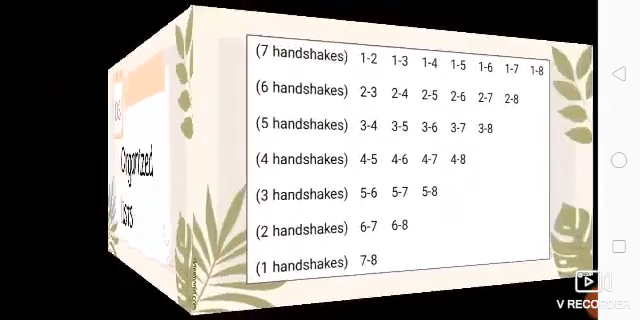 (7 handshakes) 1-2 1-3 1-4 1-5 1-6 1-7 1-8
(6 handshakes) 2-3 2-4 2-5 2-6 2-7 2-8
(5 handshakes) 3-4 3-5 3-6 3-7 3-8
(4 handshakes) 4-5 4-6 4-7 4-8
(3 handshakes) 5-6 5-7 5-8
(2 handshakes) 6-7 6-8
(1 handshakes) 7-8
Organized
lists
V RECORDER